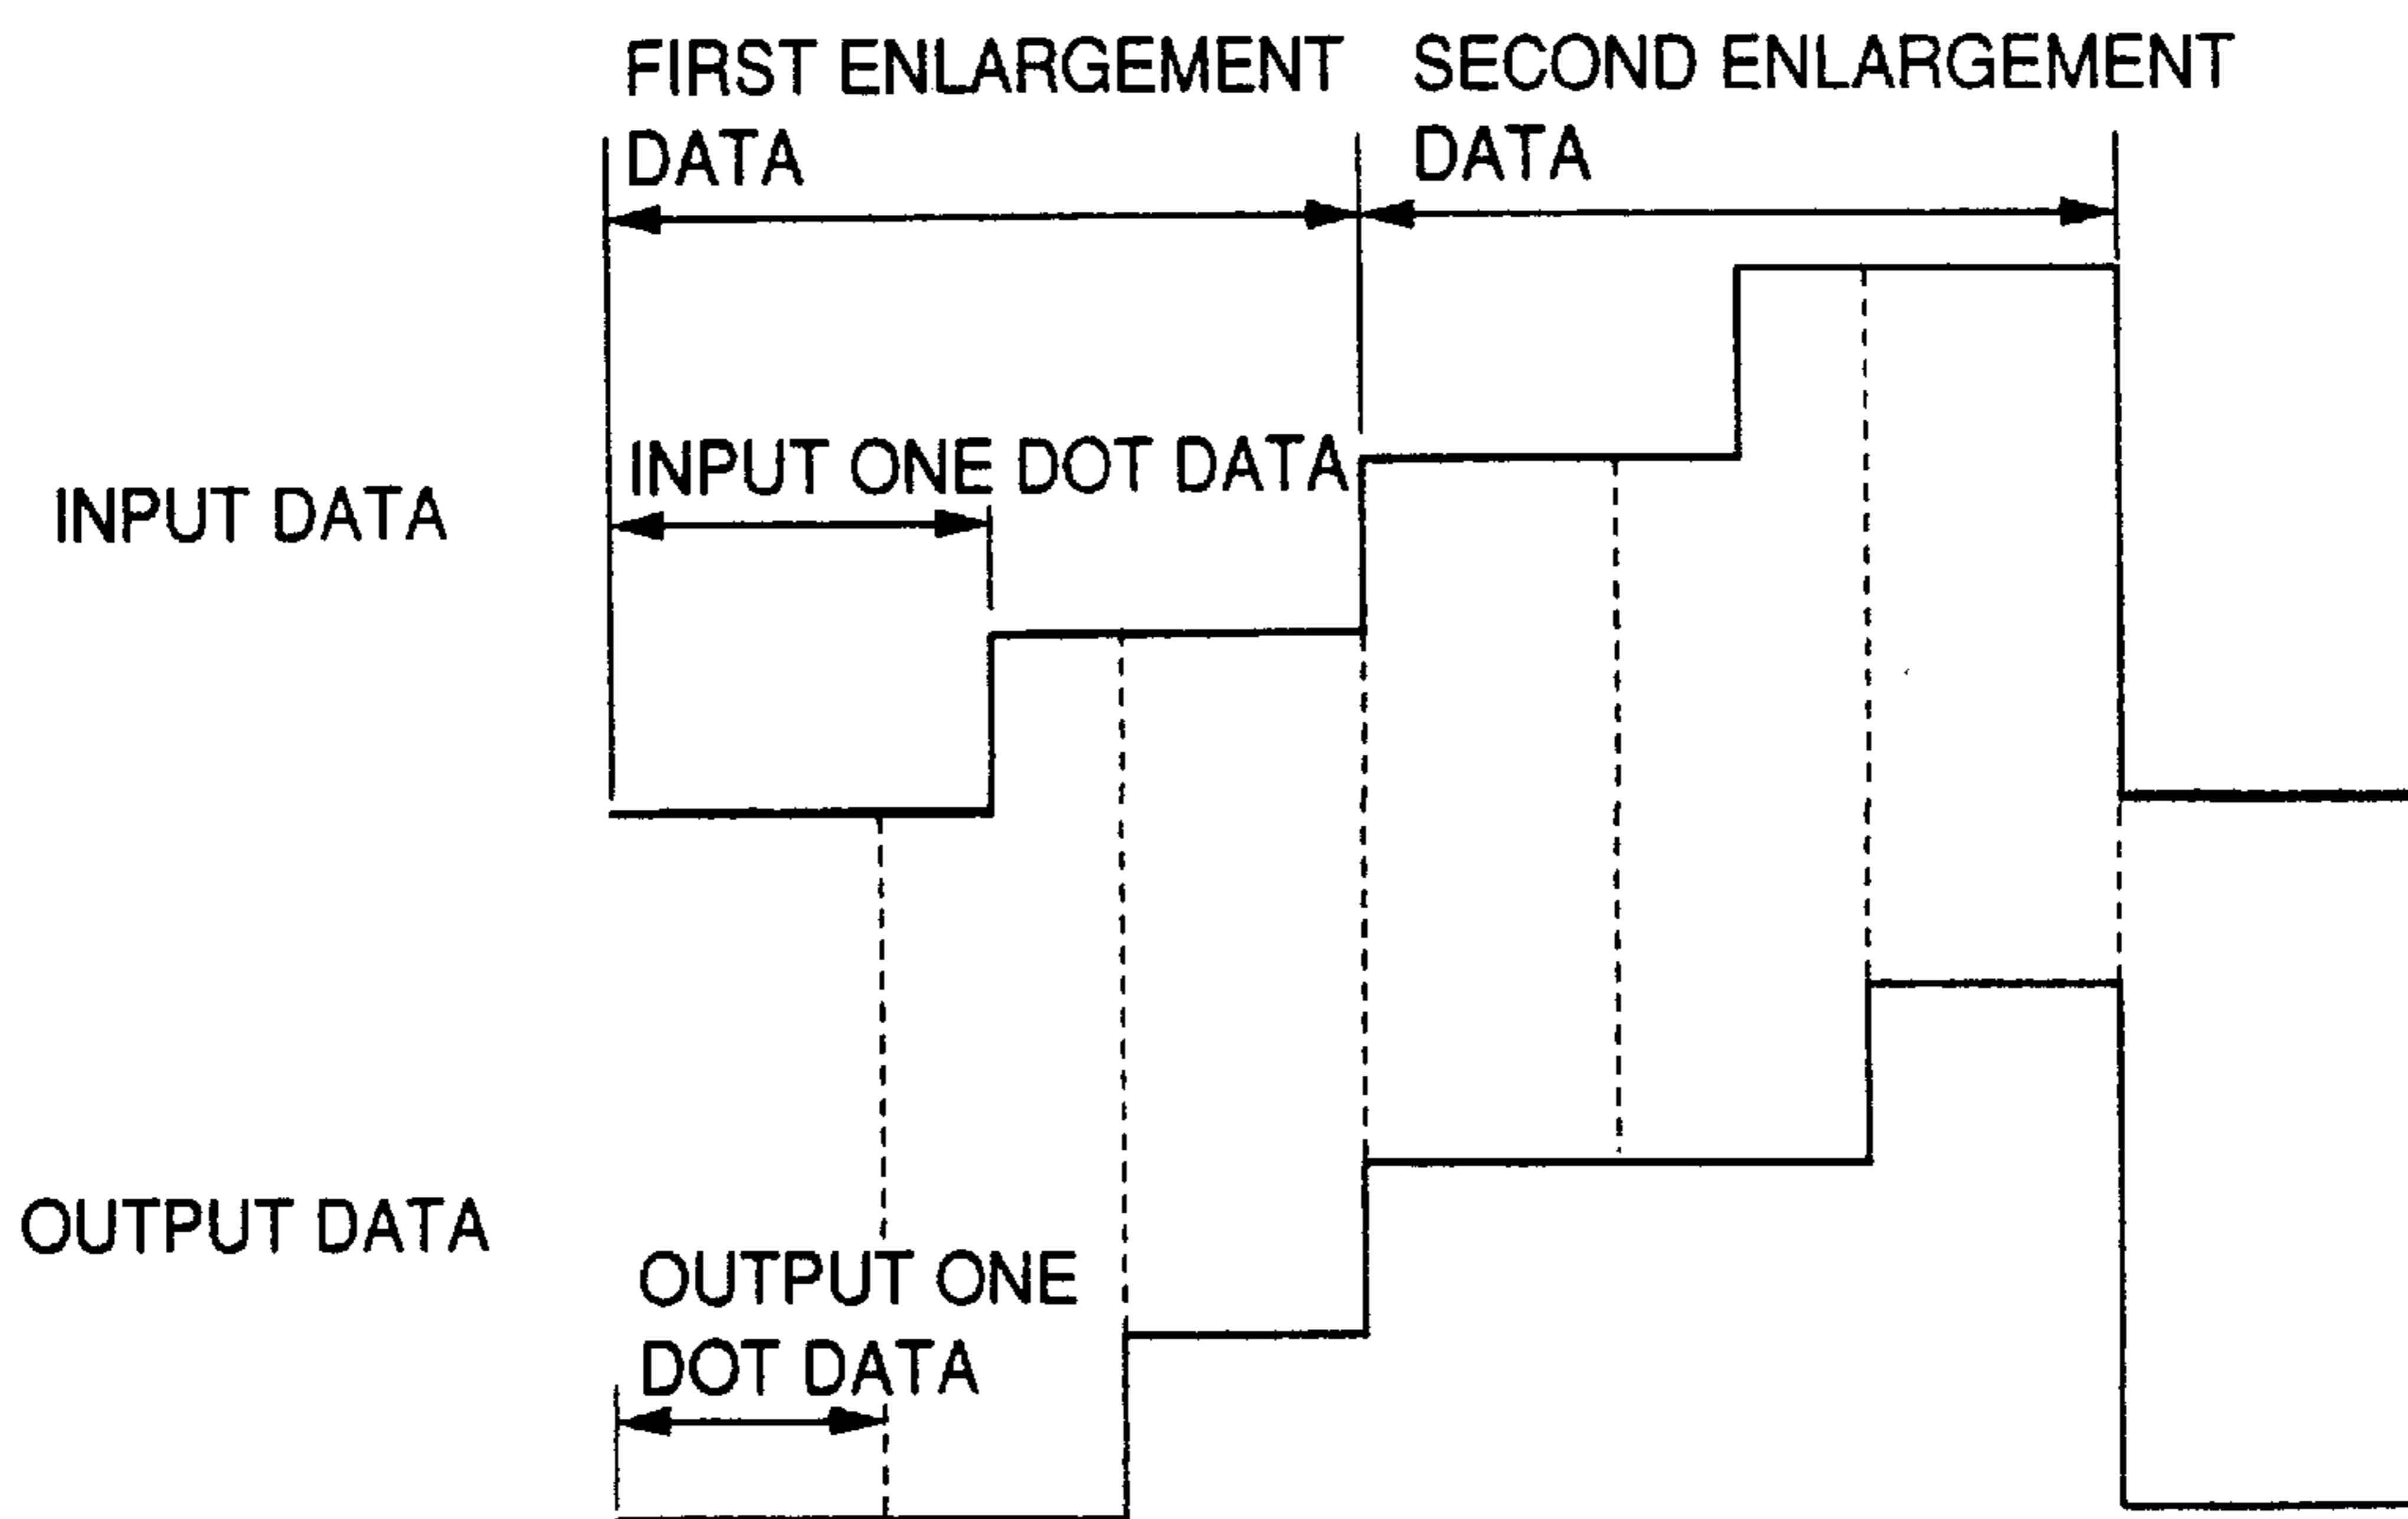 FIRST ENLARGEMENT
DATA
SECOND ENLARGEMENT
DATA
INPUT ONE DOT DATA
INPUT DATA
OUTPUT DATA
OUTPUT ONE
DOT DATA